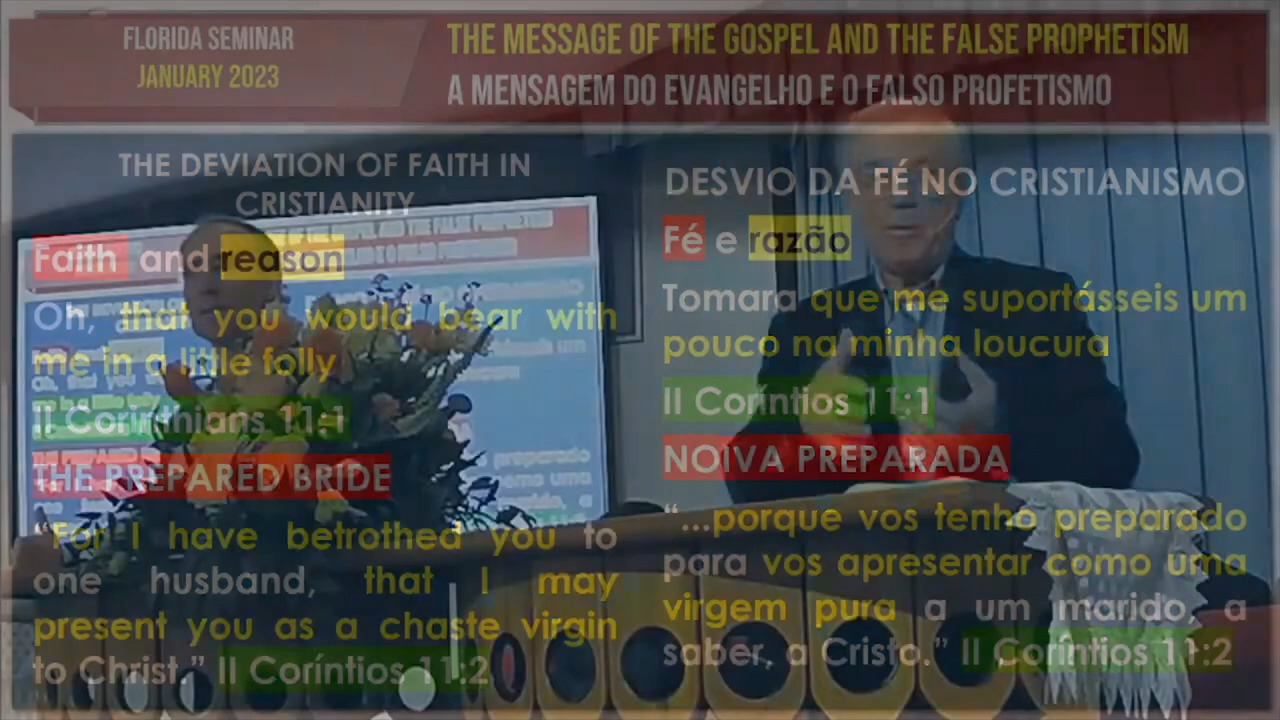 FLORIDA SEMINAR
JANUARY 2023
THE MESSAGE OF THE GOSPEL AND THE FALSE PROPHETISM
A MENSAGEM DO EVANGELHO E O FALSO PROFETISMO
THE DEVIATION OF FAITH IN
CRISTIANITY
Faith and reason
Oh, that you would bear with
me in a little folly
II Corinthians 11:1
THE PREPARED BRIDE
“For I have betrothed you to
one husband, that I may
present you as a chaste virgin
to Christ.” II Coríntios 11:2
DESVIO DA FÉ NO CRISTIANISMO
Fé e razão
Tomara que me suportásseis um
pouco na minha loucura
II Coríntios 11:1
NOIVA PREPARADA
“...porque vos tenho preparado
para vos apresentar como uma
virgem pura a um marido, a
saber, a Cristo.” II Coríntios 11:2